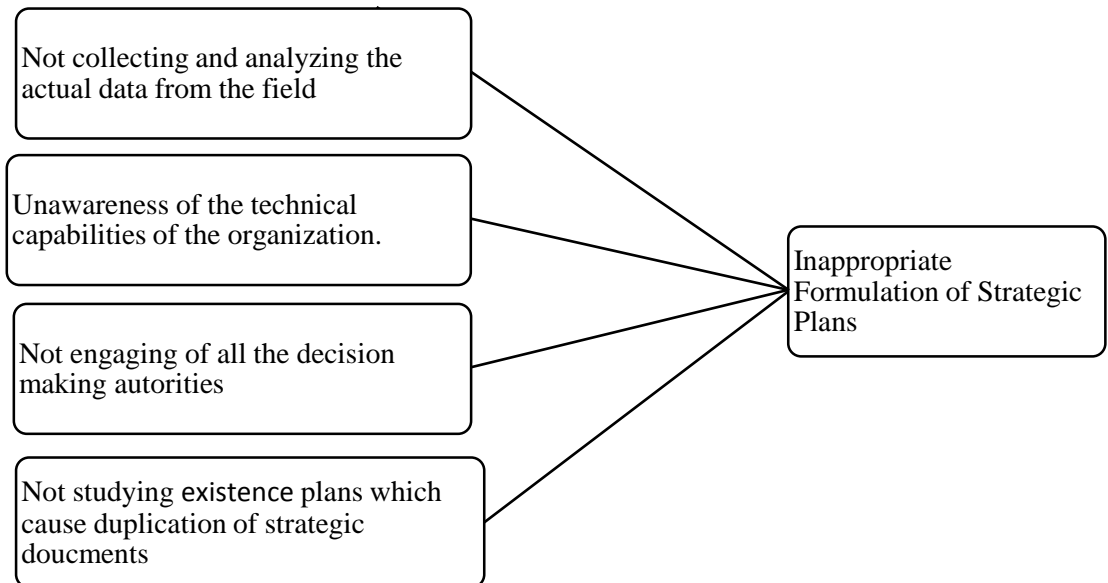 Not collecting and analyzing the
actual data from the field
Unawareness of the technical
capabilities of the organization.
Not engaging of all the decision
making autorities
Not studying existence plans which
cause duplication of strategic
doucments
Inappropriate
Formulation of Strategic
Plans